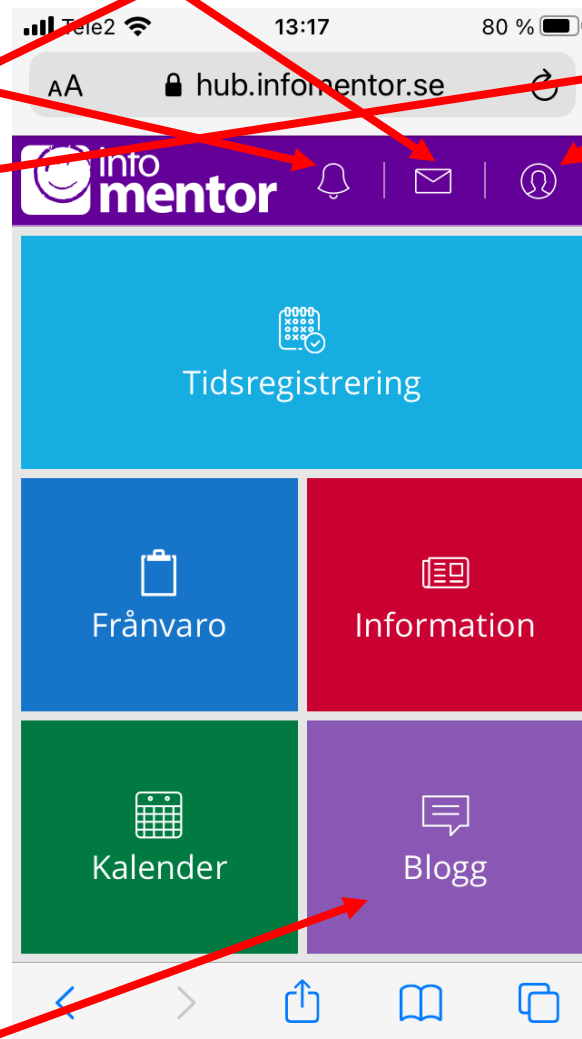 Tele2 13:17 80 %
AA hub.infomentor.se
info
mentor
Tidsregistrering
Frånvaro Information
Kalender Blogg